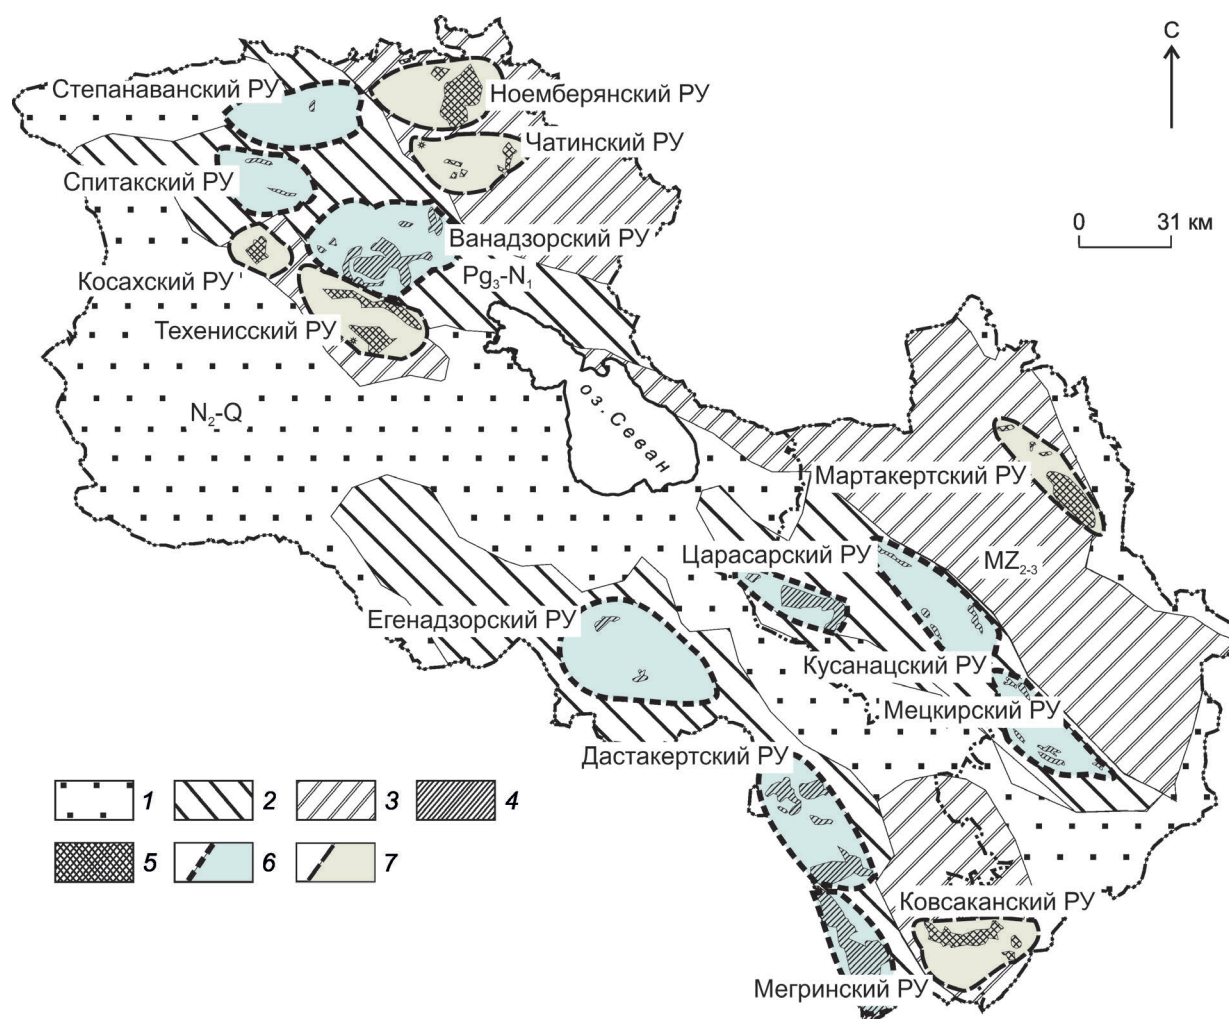 С
Степанаванский РУ
Ноемберянский РУ
Чатинский РУ
Спитакский РУ
0 31 км
Ванадзорский РУ
Pg₃-N₁
Косахский РУ
Техенисский РУ
оз. Севан
N₂-Q
Мартакертский РУ
Царасарский РУ
MZ₂₋₃
Егенадзорский РУ
Кусанацский РУ
Мецкирский РУ
Дастакертский РУ
1 2 3 4
5 6 7
Ковсаканский РУ
Мегринский РУ